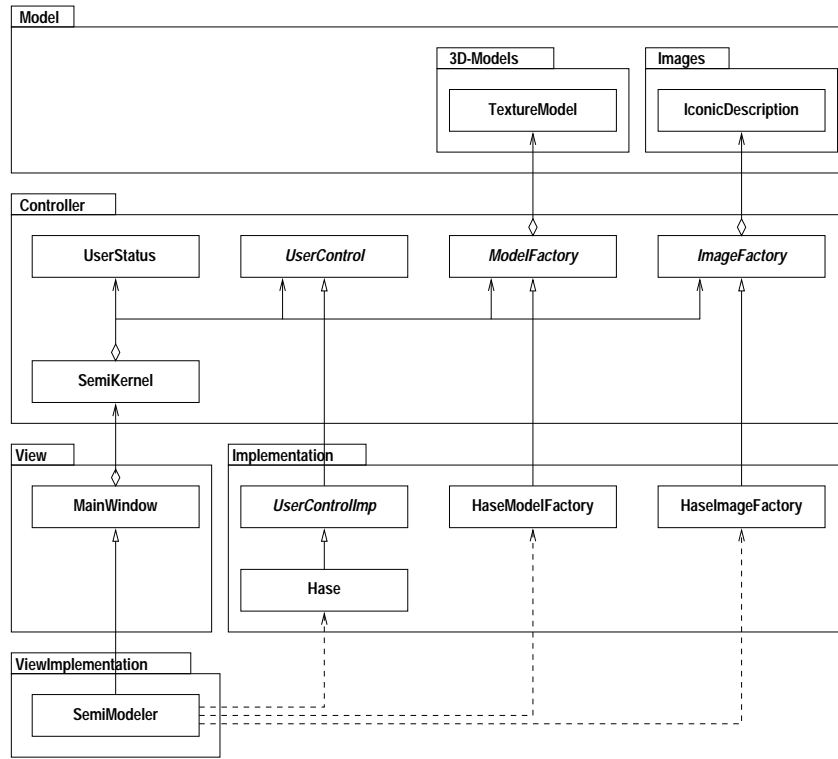 Model
3D-Models
Images
TextureModel
IconicDescription
Controller
UserStatus
UserControl
ModelFactory
ImageFactory
SemiKernel
View
Implementation
MainWindow
UserControlImp
HaseModelFactory
HaseImageFactory
Hase
ViewImplementation
SemiModeler